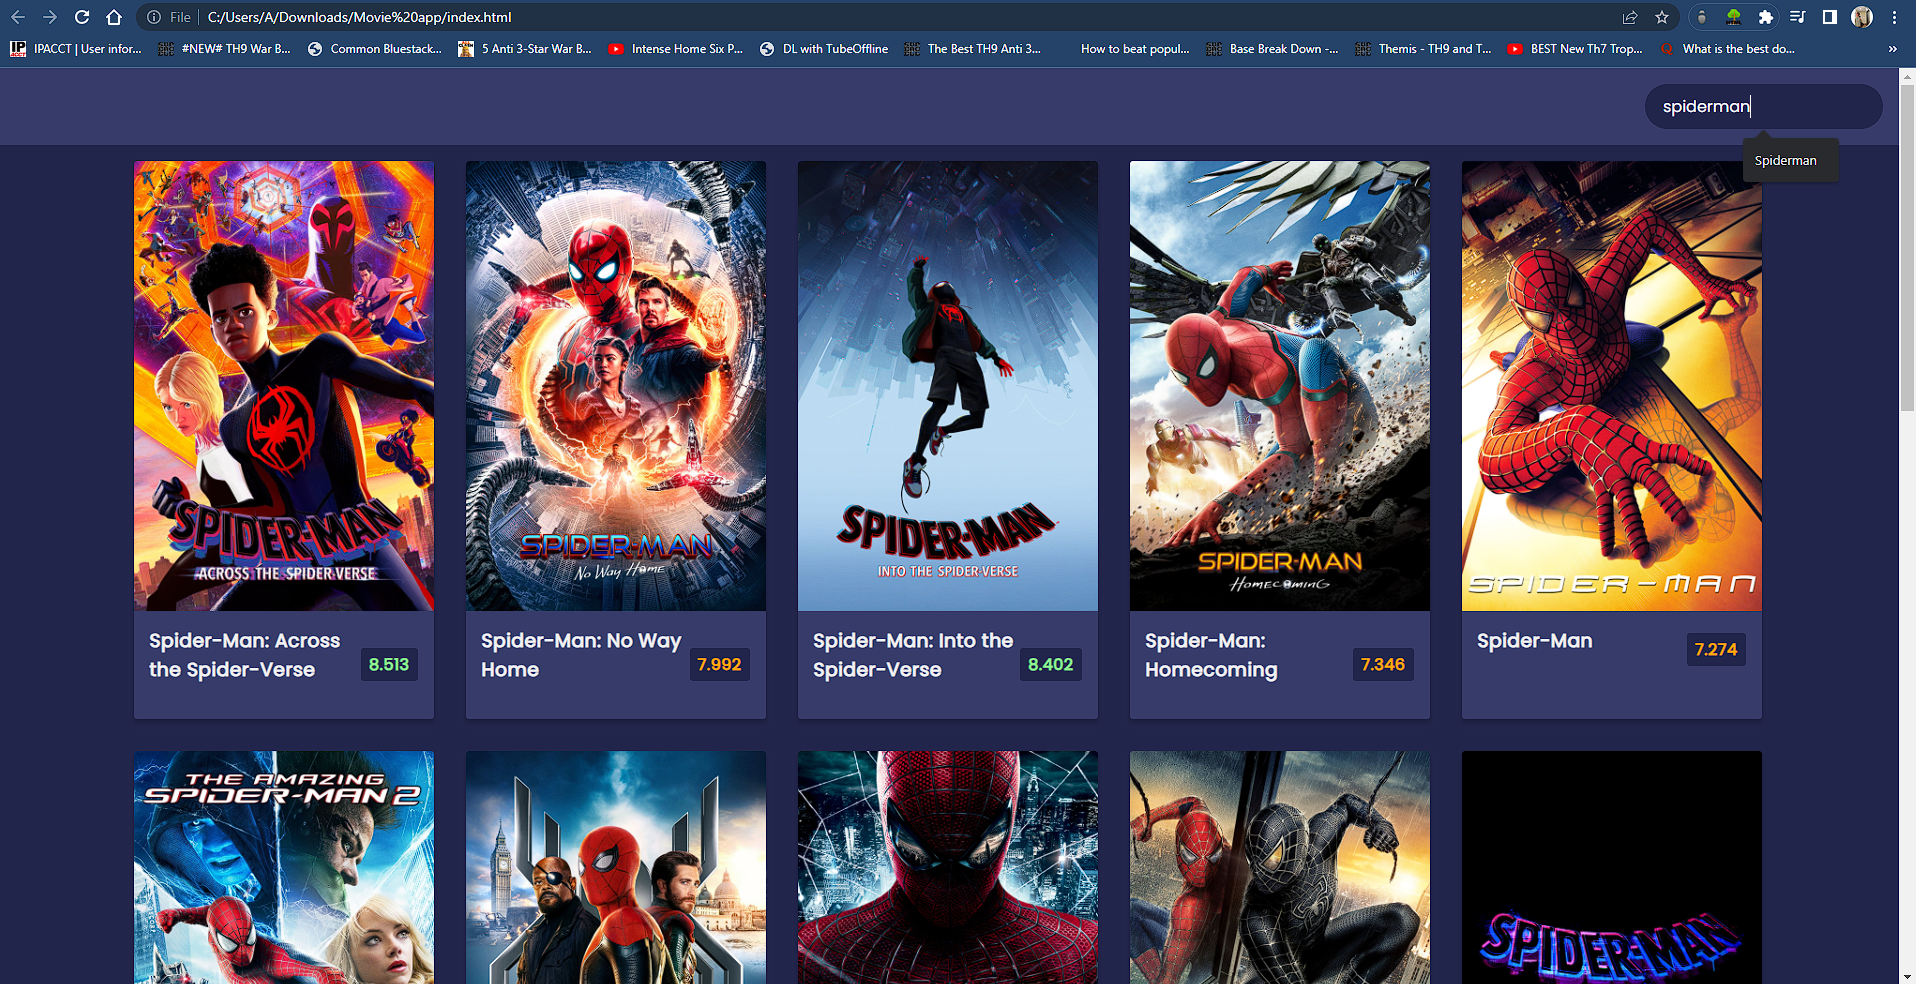 File | C:/Users/A/Downloads/Movie%20app/index.html
IPACCT | User infor... #NEW# TH9 War B... Common Bluestack... 5 Anti 3-Star War B... Intense Home Six P... DL with TubeOffline The Best TH9 Anti 3... How to beat popul... Base Break Down -... Themis - TH9 and T... BEST New Th7 Trop... What is the best do... »
spiderman
Spiderman
SPIDER-MAN
ACROSS THE SPIDER-VERSE
SPIDER-MAN
No Way Home
SPIDER-MAN
INTO THE SPIDER-VERSE
SPIDER-MAN
HOMECOMING
SPIDER-MAN
Spider-Man: Across
the Spider-Verse
8.513
Spider-Man: No Way
Home
7.992
Spider-Man: Into the
Spider-Verse
8.402
Spider-Man:
Homecoming
7.346
Spider-Man
7.274
THE AMAZING
SPIDER-MAN 2
SPIDER-MAN